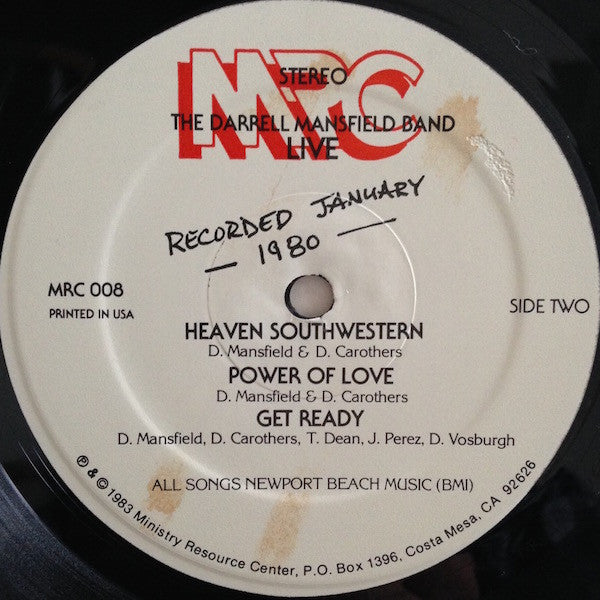 MRC
STEREO
THE DARRELL MANSFIELD BAND
LIVE
RECORDED JANUARY
— 1980 —
MRC 008
PRINTED IN USA
SIDE TWO
HEAVEN SOUTHWESTERN
D. Mansfield & D. Carothers
POWER OF LOVE
D. Mansfield & D. Carothers
GET READY
D. Mansfield, D. Carothers, T. Dean, J. Perez, D. Vosburgh
ALL SONGS NEWPORT BEACH MUSIC (BMI)
℗ & © 1983 Ministry Resource Center, P.O. Box 1396, Costa Mesa, CA 92626